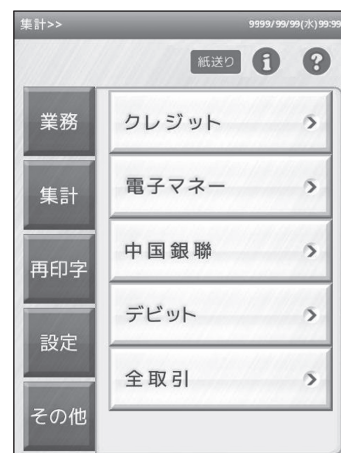 集計>> 9999/99/99(水)99:99
紙送り i ?
業務
集計
再印字
設定
その他
クレジット
電子マネー
中国銀聯
デビット
全取引